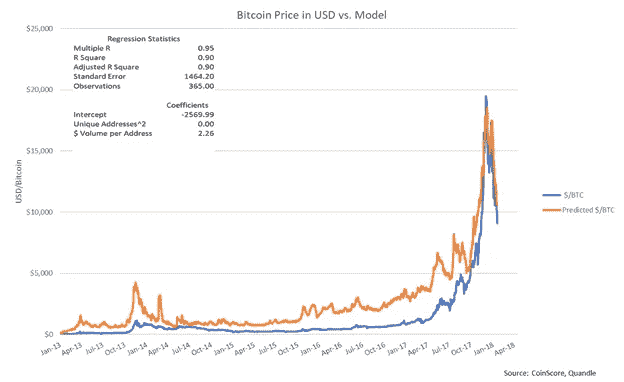 Bitcoin Price in USD vs. Model
$25,000
Regression Statistics
Multiple R 0.95
R Square 0.90
Adjusted R Square 0.90
Standard Error 1464.20
Observations 365.00
Coefficients
Intercept -2569.99
Unique Addresses^2 0.00
$ Volume per Address 2.26
$20,000
$15,000
$10,000
$5,000
$0
USD/Bitcoin
$/BTC
Predicted $/BTC
Jan-13 Apr-13 Jul-13 Oct-13 Jan-14 Apr-14 Jul-14 Oct-14 Jan-15 Apr-15 Jul-15 Oct-15 Jan-16 Apr-16 Jul-16 Oct-16 Jan-17 Apr-17 Jul-17 Oct-17 Jan-18 Apr-18
Source: CoinScore, Quandle